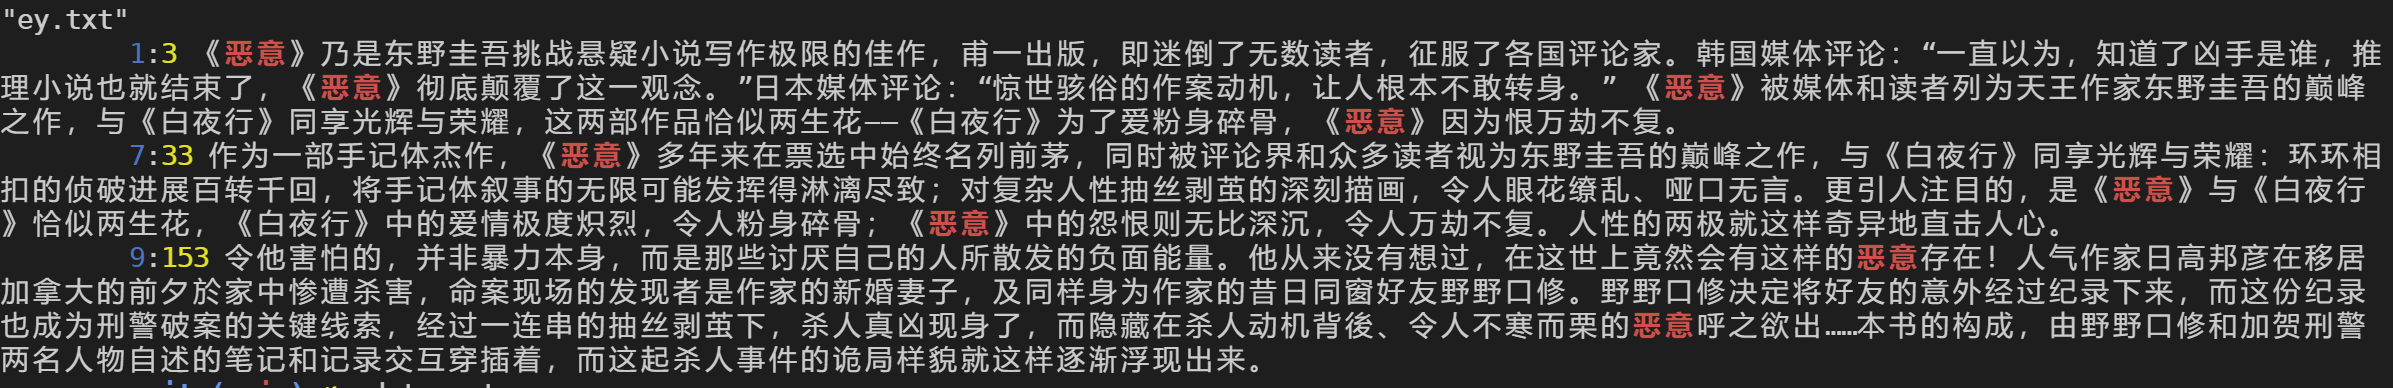 "ey.txt"
1:3 《恶意》乃是东野圭吾挑战悬疑小说写作极限的佳作，甫一出版，即迷倒了无数读者，征服了各国评论家。韩国媒体评论：“一直以为，知道了凶手是谁，推
理小说也就结束了，《恶意》彻底颠覆了这一观念。”日本媒体评论：“惊世骇俗的作案动机，让人根本不敢转身。” 《恶意》被媒体和读者列为天王作家东野圭吾的巅峰
之作，与《白夜行》同享光辉与荣耀，这两部作品恰似两生花——《白夜行》为了爱粉身碎骨，《恶意》因为恨万劫不复。
7:33 作为一部手记体杰作，《恶意》多年来在票选中始终名列前茅，同时被评论界和众多读者视为东野圭吾的巅峰之作，与《白夜行》同享光辉与荣耀：环环相
扣的侦破进展百转千回，将手记体叙事的无限可能发挥得淋漓尽致；对复杂人性抽丝剥茧的深刻描画，令人眼花缭乱、哑口无言。更引人注目的，是《恶意》与《白夜行
》恰似两生花，《白夜行》中的爱情极度炽烈，令人粉身碎骨；《恶意》中的怨恨则无比深沉，令人万劫不复。人性的两极就这样奇异地直击人心。
9:153 令他害怕的，并非暴力本身，而是那些讨厌自己的人所散发的负面能量。他从来没有想过，在这世上竟然会有这样的恶意存在！人气作家日高邦彦在移居
加拿大的前夕於家中惨遭杀害，命案现场的发现者是作家的新婚妻子，及同样身为作家的昔日同窗好友野野口修。野野口修决定将好友的意外经过纪录下来，而这份纪录
也成为刑警破案的关键线索，经过一连串的抽丝剥茧下，杀人真凶现身了，而隐藏在杀人动机背後、令人不寒而栗的恶意呼之欲出……本书的构成，由野野口修和加贺刑警
两名人物自述的笔记和记录交互穿插着，而这起杀人事件的诡局样貌就这样逐渐浮现出来。